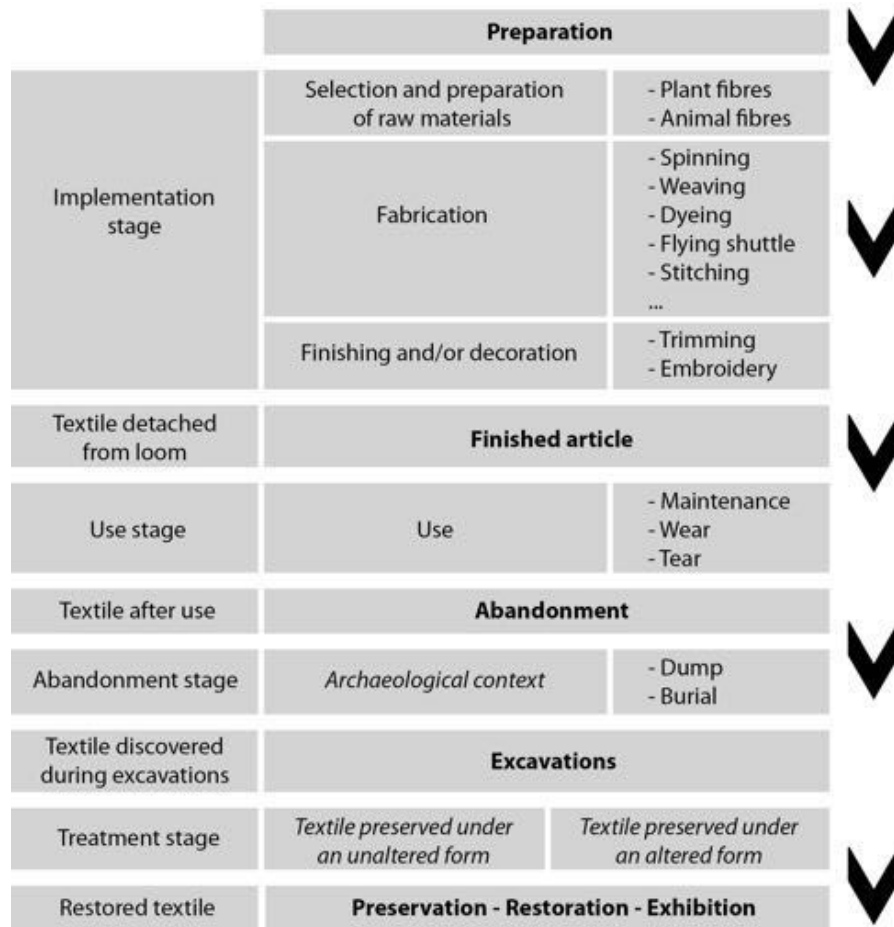 Preparation
Implementation
stage
Selection and preparation
of raw materials
- Plant fibres
- Animal fibres
Fabrication
- Spinning
- Weaving
- Dyeing
- Flying shuttle
- Stitching
...
Finishing and/or decoration
- Trimming
- Embroidery
Textile detached
from loom
Finished article
Use stage
Use
- Maintenance
- Wear
- Tear
Textile after use
Abandonment
Abandonment stage
Archaeological context
- Dump
- Burial
Textile discovered
during excavations
Excavations
Treatment stage
Textile preserved under
an unaltered form
Textile preserved under
an altered form
Restored textile
Preservation - Restoration - Exhibition